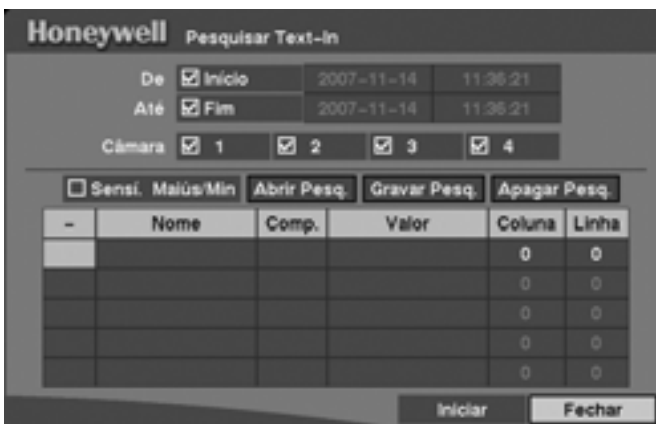 Honeywell Pesquisar Text-In
De Início 2007-11-14 11:36:21
Até Fim 2007-11-14 11:36:21
Câmara 1 2 3 4
Sensí. Maiús/Min Abrir Pesq. Gravar Pesq. Apagar Pesq.
- Nome Comp. Valor Coluna Linha
0 0
0 0
0 0
0 0
0 0
Iniciar Fechar